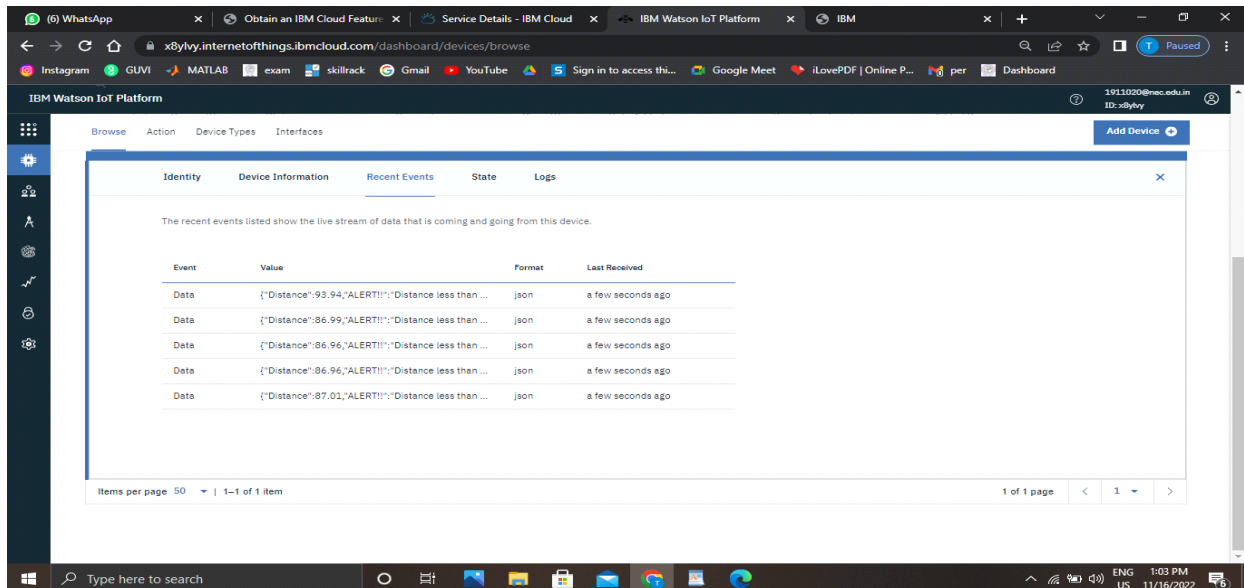 (6) WhatsApp
Obtain an IBM Cloud Feature
Service Details - IBM Cloud
IBM Watson IoT Platform
IBM
x8ylvy.internetofthings.ibmcloud.com/dashboard/devices/browse
T Paused
Instagram GUVI MATLAB exam skillrack Gmail YouTube Sign in to access thi... Google Meet iLovePDF | Online P... per Dashboard
IBM Watson IoT Platform
1911020@nec.edu.in
ID: x8ylvy
Browse Action Device Types Interfaces
Add Device
Identity Device Information Recent Events State Logs
The recent events listed show the live stream of data that is coming and going from this device.
Event Value Format Last Received
Data {"Distance":93.94,"ALERT!!":"Distance less than ... json a few seconds ago
Data {"Distance":86.99,"ALERT!!":"Distance less than ... json a few seconds ago
Data {"Distance":86.96,"ALERT!!":"Distance less than ... json a few seconds ago
Data {"Distance":86.96,"ALERT!!":"Distance less than ... json a few seconds ago
Data {"Distance":87.01,"ALERT!!":"Distance less than ... json a few seconds ago
Items per page 50 | 1–1 of 1 item
1 of 1 page < 1 >
Type here to search
ENG 1:03 PM
US 11/16/2022